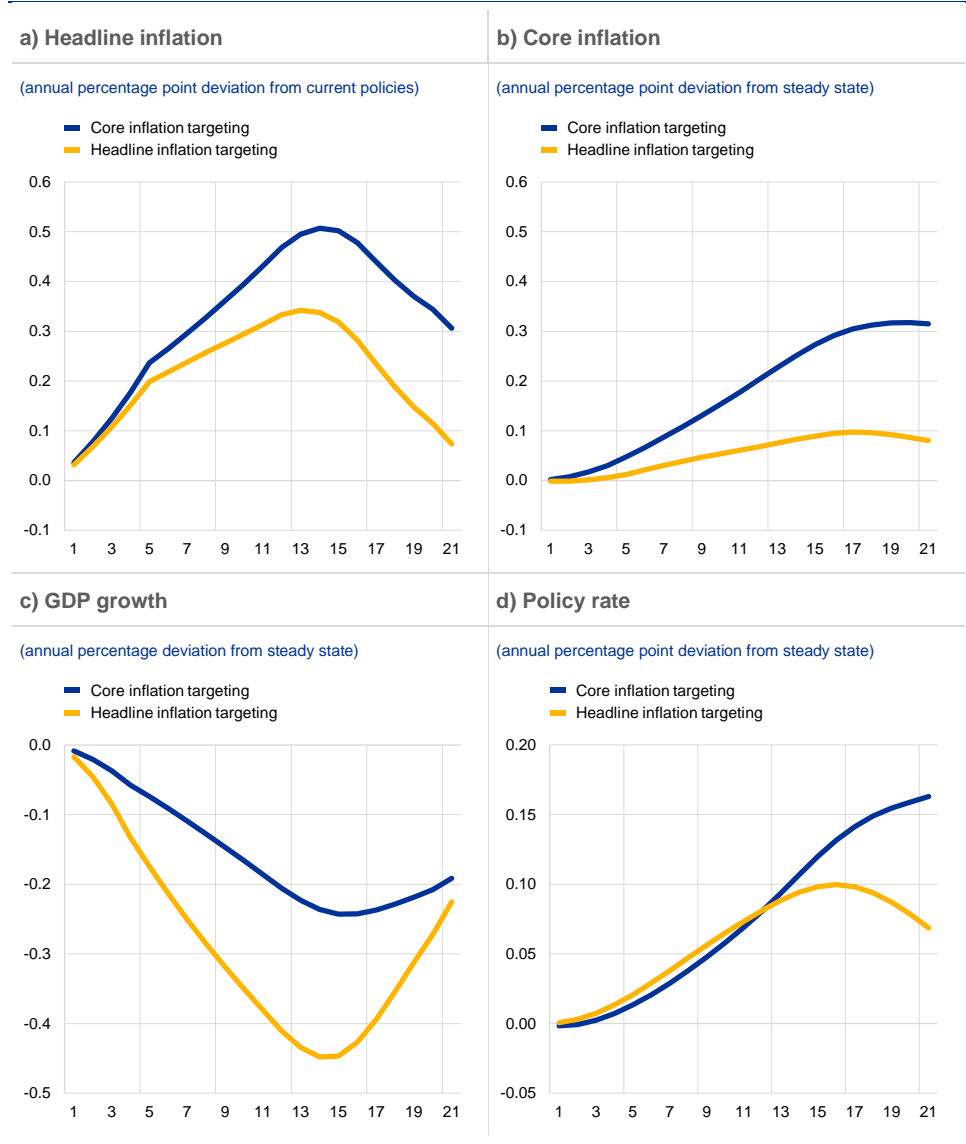 a) Headline inflation
(annual percentage point deviation from current policies)
Core inflation targeting
Headline inflation targeting
0.6
0.5
0.4
0.3
0.2
0.1
0.0
-0.1
1 3 5 7 9 11 13 15 17 19 21
b) Core inflation
(annual percentage point deviation from steady state)
Core inflation targeting
Headline inflation targeting
0.6
0.5
0.4
0.3
0.2
0.1
0.0
-0.1
1 3 5 7 9 11 13 15 17 19 21
c) GDP growth
(annual percentage deviation from steady state)
Core inflation targeting
Headline inflation targeting
0.0
-0.1
-0.2
-0.3
-0.4
-0.5
1 3 5 7 9 11 13 15 17 19 21
d) Policy rate
(annual percentage point deviation from steady state)
Core inflation targeting
Headline inflation targeting
0.20
0.15
0.10
0.05
0.00
-0.05
1 3 5 7 9 11 13 15 17 19 21